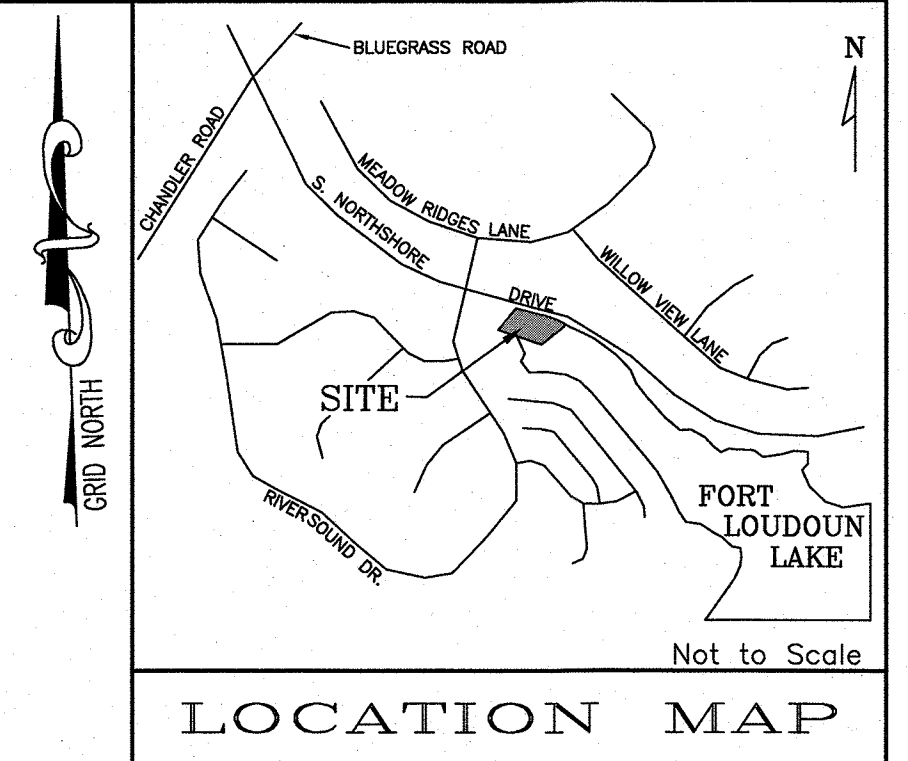 BLUEGRASS ROAD
N
CHANDLER ROAD
MEADOW RIDGES LANE
S. NORTHSHORE
DRIVE
WILLOW VIEW LANE
SITE
GRID NORTH
FORT
LOUDOUN
LAKE
RIVERSOUND DR.
Not to Scale
LOCATION MAP